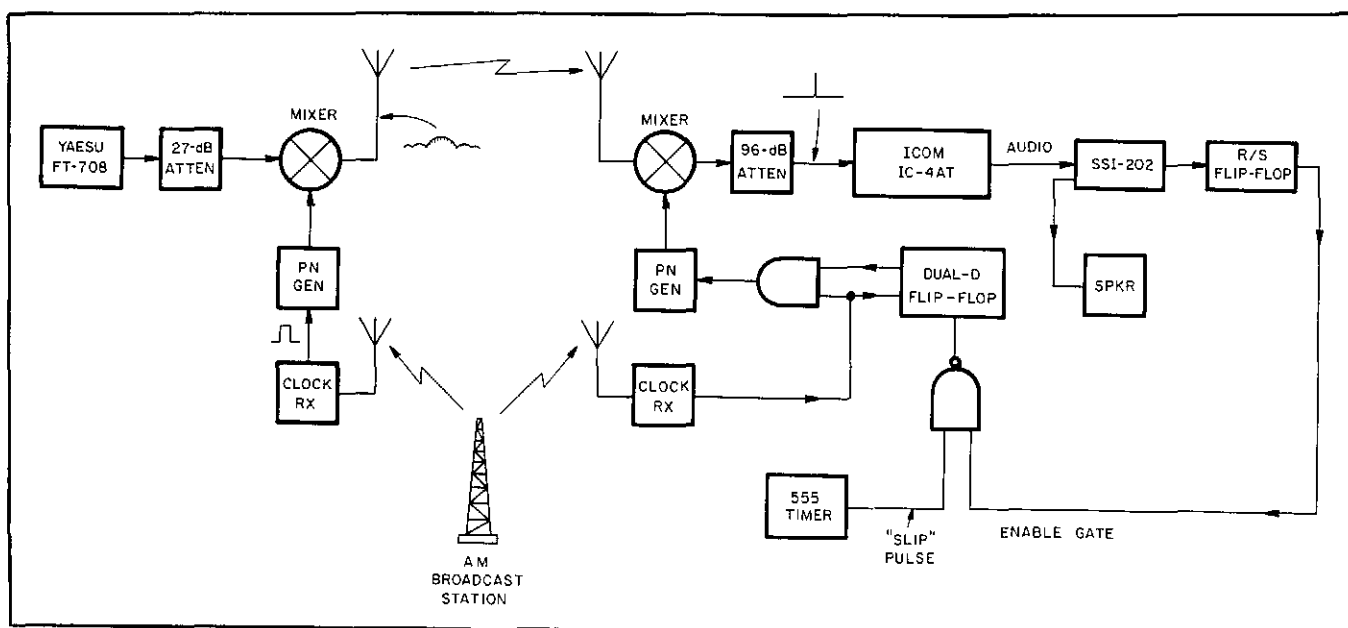 YAESU
FT-708
27-dB
ATTEN
MIXER
MIXER
96-dB
ATTEN
ICOM
IC-4AT
AUDIO
SSI-202
R/S
FLIP-FLOP
PN
GEN
PN
GEN
DUAL-D
FLIP-FLOP
SPKR
CLOCK
RX
CLOCK
RX
555
TIMER
"SLIP"
PULSE
ENABLE GATE
AM
BROADCAST
STATION